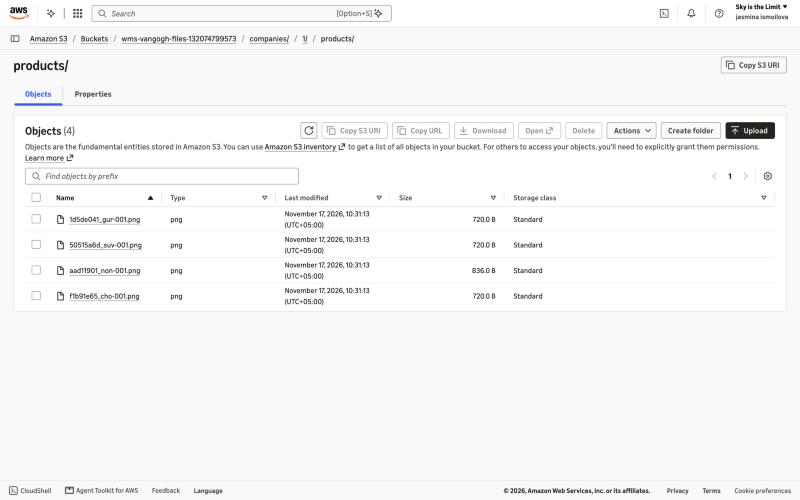 aws
Search
[Option+S]
Sky is the Limit
jasmina ismoilova
Amazon S3 / Buckets / wms-vangogh-files-132074799573 / companies/ / 1/ / products/
products/
Copy S3 URI
Objects
Properties
Objects (4)
Copy S3 URI
Copy URL
Download
Open
Delete
Actions
Create folder
Upload
Objects are the fundamental entities stored in Amazon S3. You can use Amazon S3 inventory to get a list of all objects in your bucket. For others to access your objects, you'll need to explicitly grant them permissions.
Learn more
Find objects by prefix
1
Name Type Last modified Size Storage class
1d5de041_gur-001.png png November 17, 2026, 10:31:13 (UTC+05:00) 720.0 B Standard
50515a6d_suv-001.png png November 17, 2026, 10:31:13 (UTC+05:00) 720.0 B Standard
aad11901_non-001.png png November 17, 2026, 10:31:13 (UTC+05:00) 836.0 B Standard
f1b91e65_cho-001.png png November 17, 2026, 10:31:13 (UTC+05:00) 720.0 B Standard
CloudShell
Agent Toolkit for AWS
Feedback
Language
© 2026, Amazon Web Services, Inc. or its affiliates.
Privacy
Terms
Cookie preferences